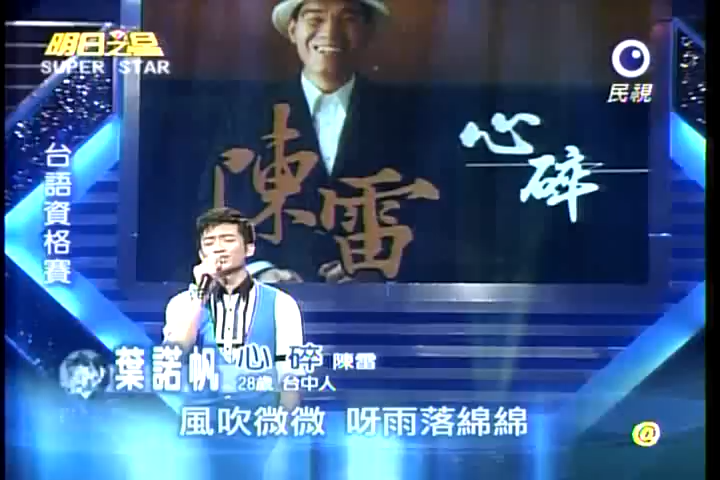 明日之星
SUPER STAR
民視
陳雷
心碎
台語資格賽
葉諾帆 心碎 陳雷
28歲 台中人
風吹微微 呀雨落綿綿
@